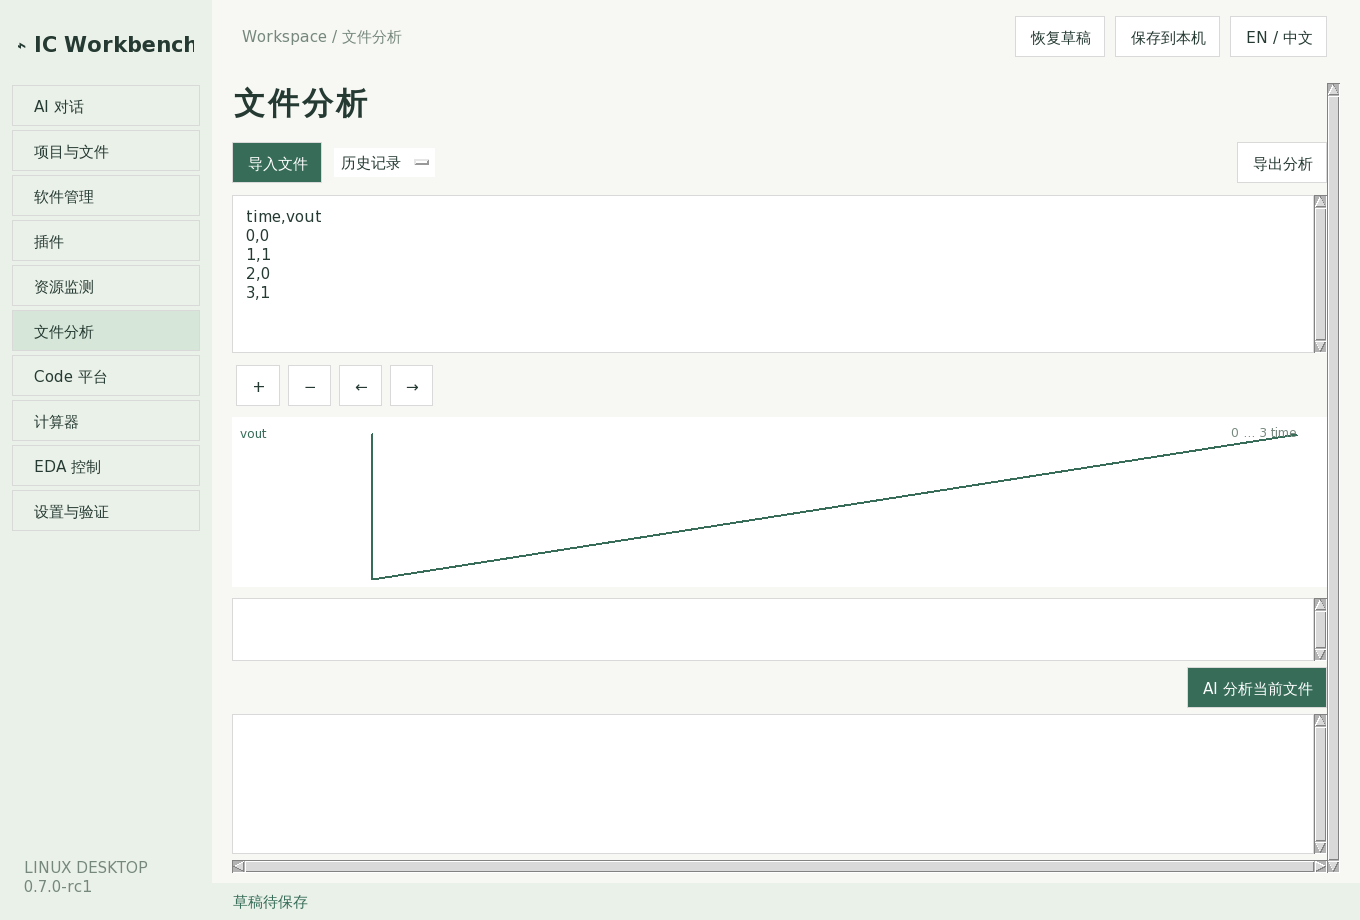 IC Workbench
Workspace / 文件分析
恢复草稿
保存到本机
EN / 中文
AI 对话
项目与文件
软件管理
插件
资源监测
文件分析
Code 平台
计算器
EDA 控制
设置与验证
LINUX DESKTOP
0.7.0-rc1
文件分析
导入文件
历史记录
导出分析
time,vout
0,0
1,1
2,0
3,1
+
−
←
→
vout
0 ... 3 time
AI 分析当前文件
草稿待保存